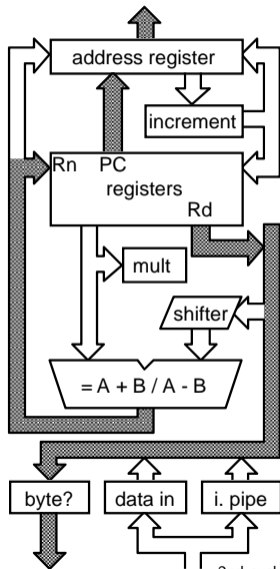 address register
increment
Rn PC
registers
Rd
mult
shifter
= A + B / A - B
byte? data in i. pipe